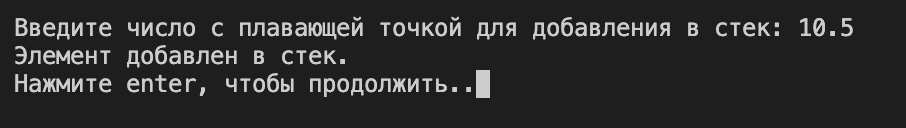 Введите число с плавающей точкой для добавления в стек: 10.5
Элемент добавлен в стек.
Нажмите enter, чтобы продолжить..